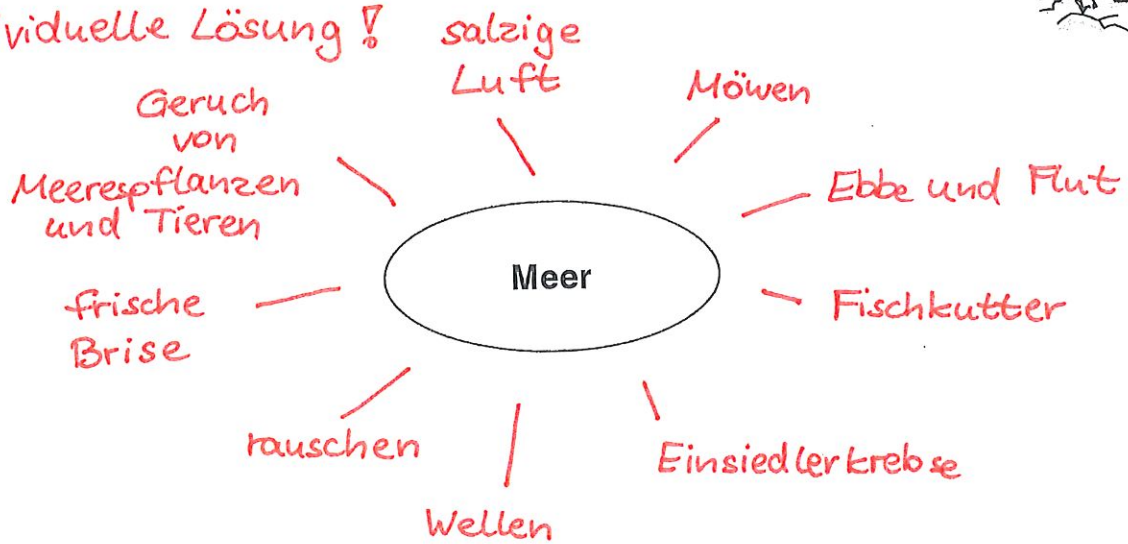 viduelle Lösung!
salzige
Luft
Möwen
Geruch
von
Meerespflanzen
und Tieren
Ebbe und Flut
Meer
frische
Brise
Fischkutter
rauschen
Einsiedlerkrebse
Wellen